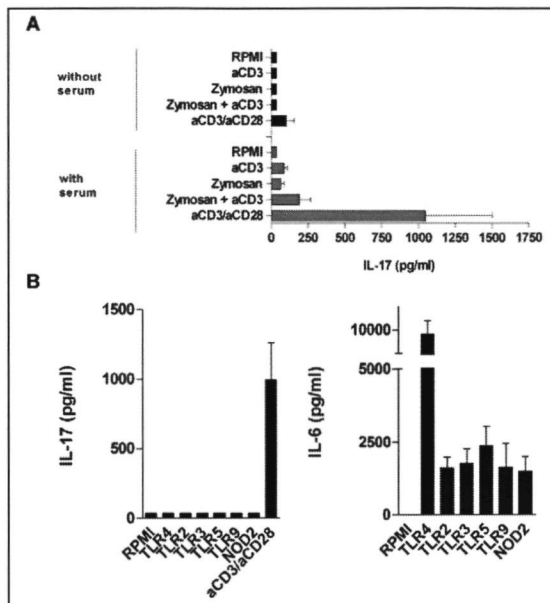 A
without
serum
RPMI
aCD3
Zymosan
Zymosan + aCD3
aCD3/aCD28
with
serum
RPMI
aCD3
Zymosan
Zymosan + aCD3
aCD3/aCD28
0 250 500 750 1000 1250 1500 1750
IL-17 (pg/ml)
B
IL-17 (pg/ml)
1500
1000
500
0
RPMI
TLR4
TLR2
TLR3
TLR5
TLR9
NOD2
aCD3/aCD28
IL-6 (pg/ml)
10000
5000
2500
0
RPMI
TLR4
TLR2
TLR3
TLR5
TLR9
NOD2